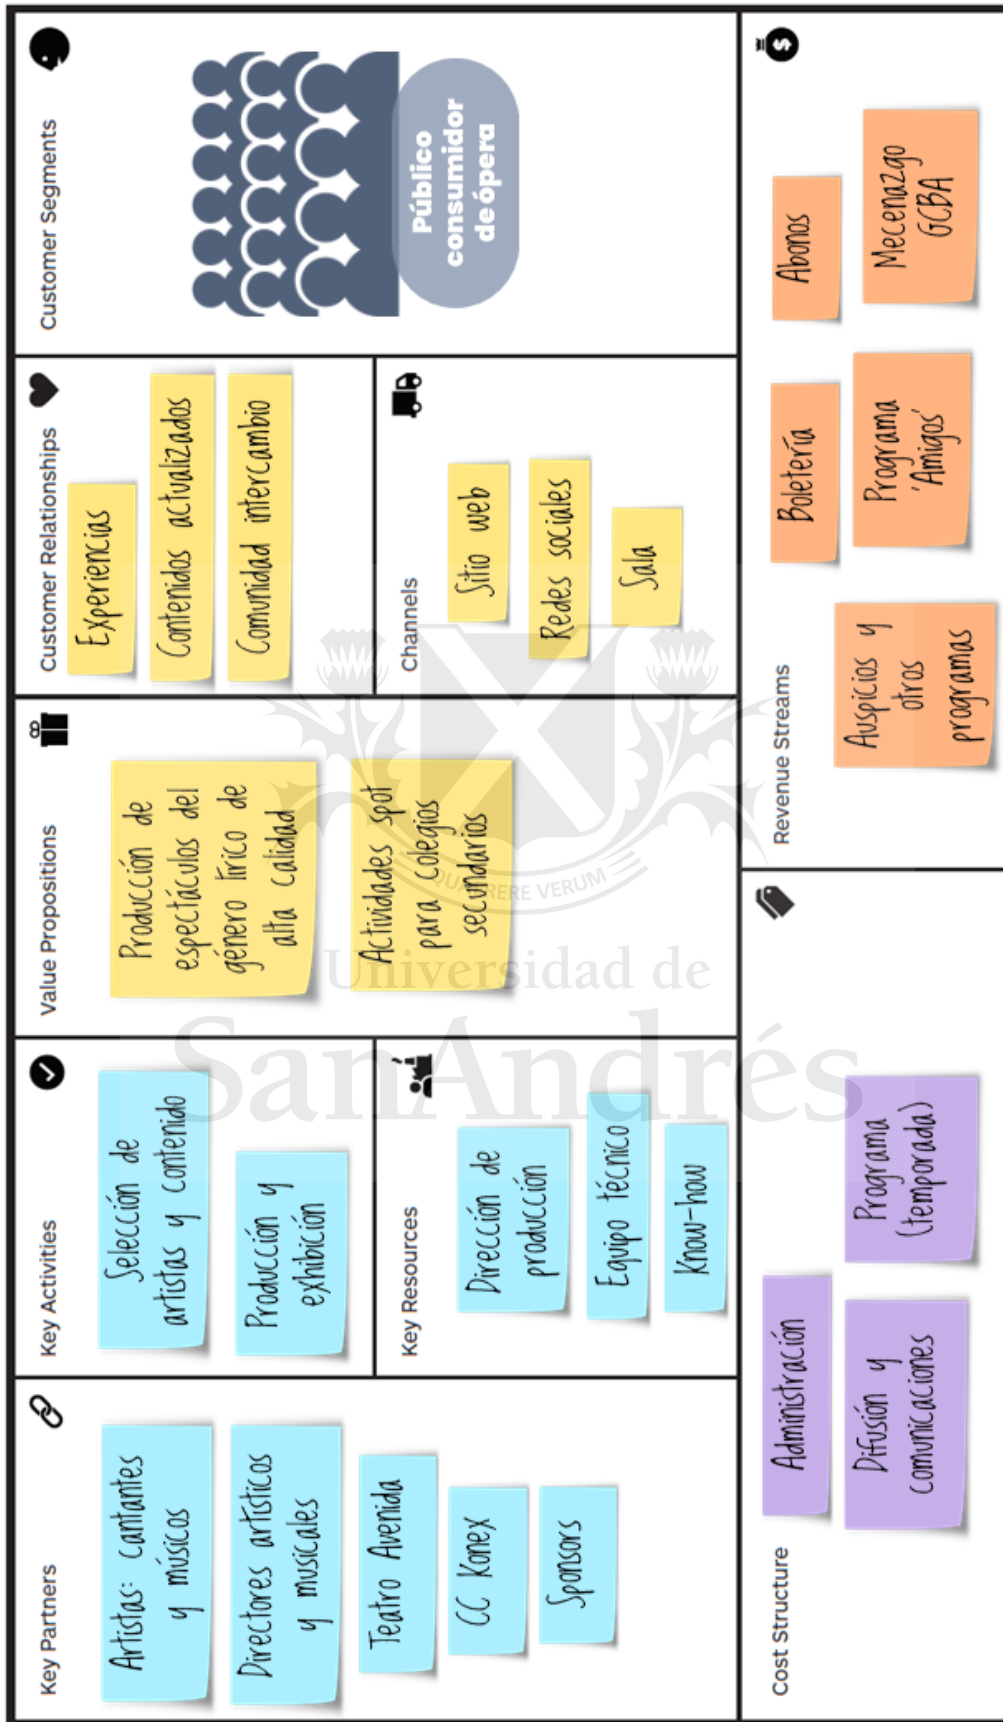 Key Partners
Artistas: cantantes
y músicos
Directores artísticos
y musicales
Teatro Avenida
CC Konex
Sponsors
Key Activities
Selección de
artistas y contenido
Producción y
exhibición
Key Resources
Dirección de
producción
Equipo técnico
Know-how
Value Propositions
Producción de
espectáculos del
género lírico de
alta calidad
Actividades spot
para colegios
secundarios
Customer Relationships
Experiencias
Contenidos actualizados
Comunidad intercambio
Channels
Sitio web
Redes sociales
Sala
Customer Segments
Público
consumidor
de ópera
Cost Structure
Administración
Difusión y
comunicaciones
Programa
(temporada)
Revenue Streams
Auspicios y
otros
programas
Boletería
Programa
'Amigos'
Abonos
Mecenazgo
GCBA
QUAERERE VERUM
Universidad de
SanAndrés